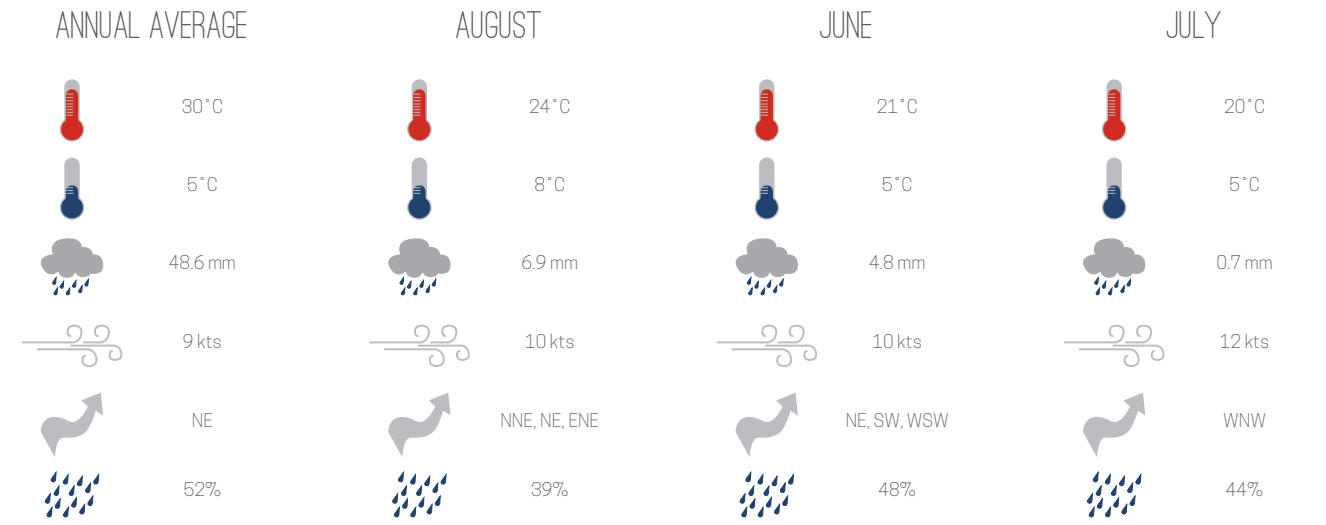 ANNUAL AVERAGE
30°C
5°C
48.6 mm
9 kts
NE
52%
AUGUST
24°C
8°C
6.9 mm
10 kts
NNE, NE, ENE
39%
JUNE
21°C
5°C
4.8 mm
10 kts
NE, SW, WSW
48%
JULY
20°C
5°C
0.7 mm
12 kts
WNW
44%